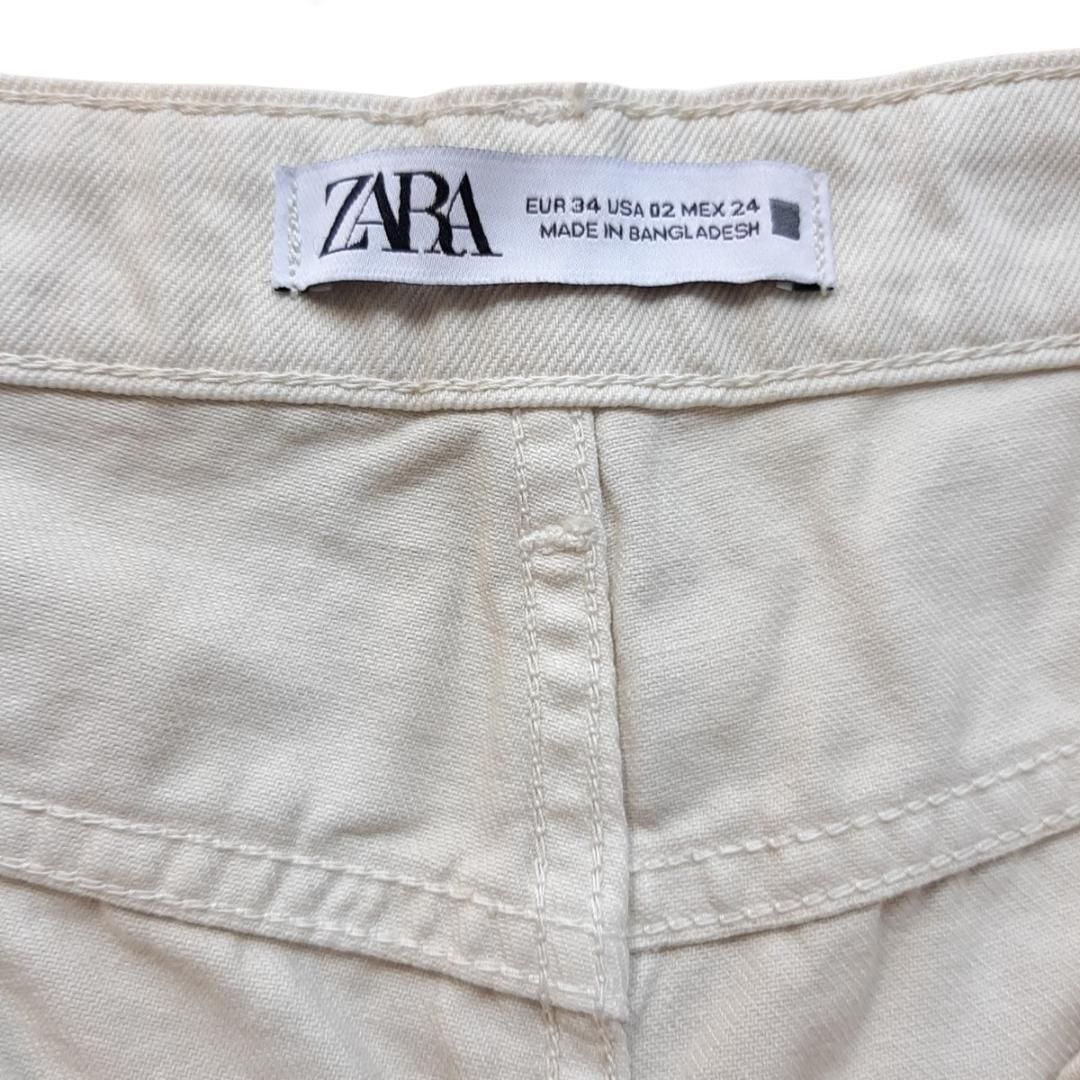 ZARA
EUR 34 USA 02 MEX 24
MADE IN BANGLADESH